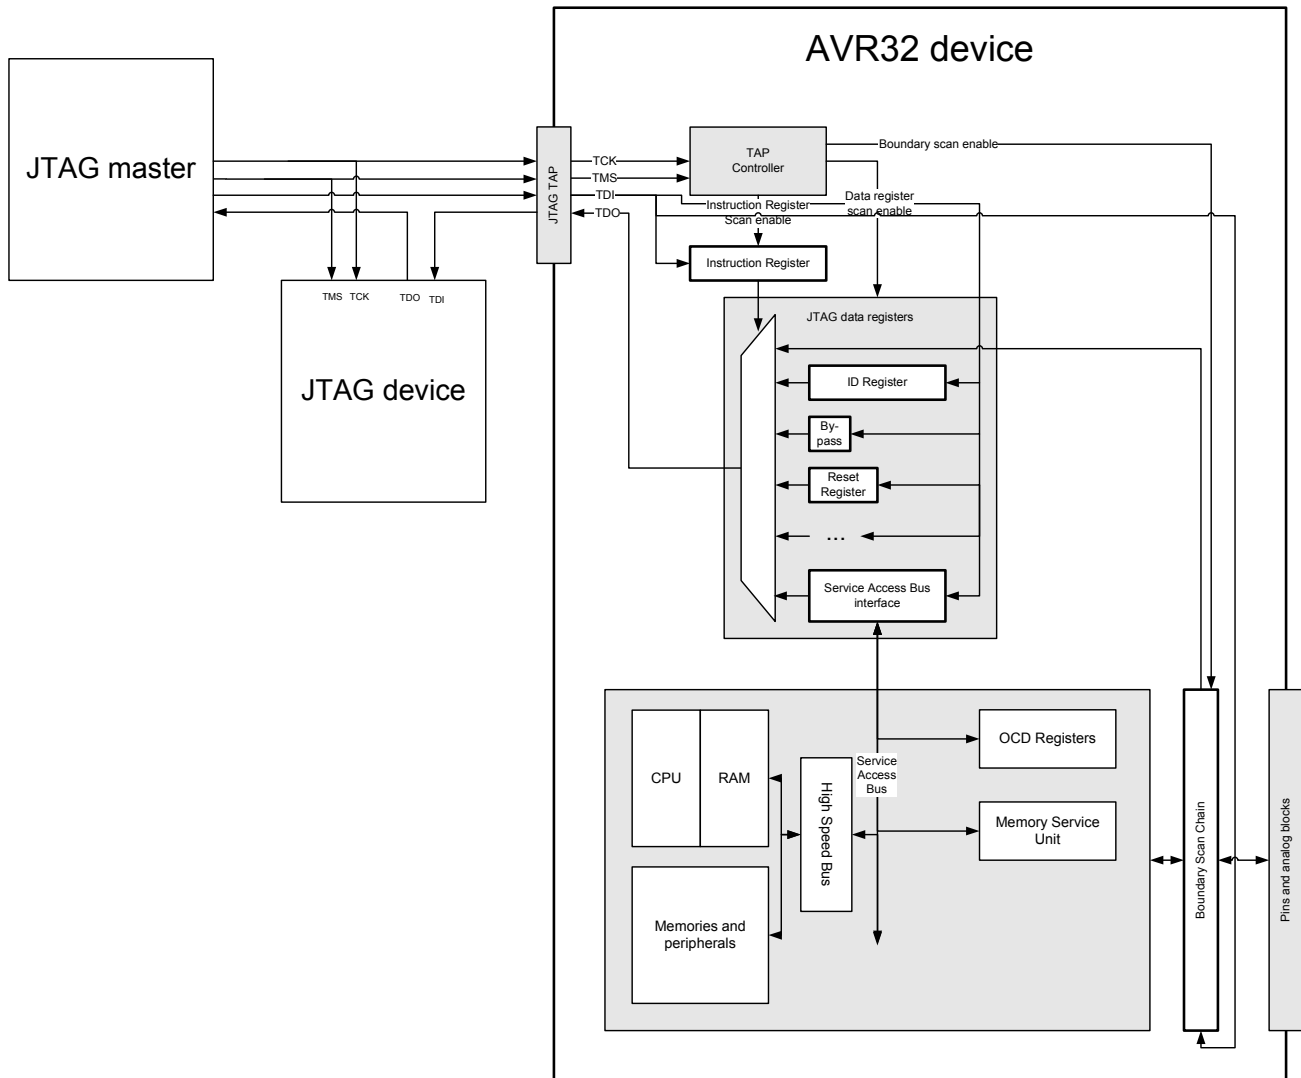 AVR32 device
JTAG master
JTAG TAP
TCK
TMS
TDI
TDO
TAP
Controller
Boundary scan enable
Instruction Register
Scan enable
Data register
scan enable
Instruction Register
TMS
TCK
TDO
TDI
JTAG device
JTAG data registers
ID Register
By-
pass
Reset
Register
...
Service Access Bus
interface
CPU
RAM
High Speed Bus
Service
Access
Bus
OCD Registers
Memory Service
Unit
Memories and
peripherals
Boundary Scan Chain
Pins and analog blocks